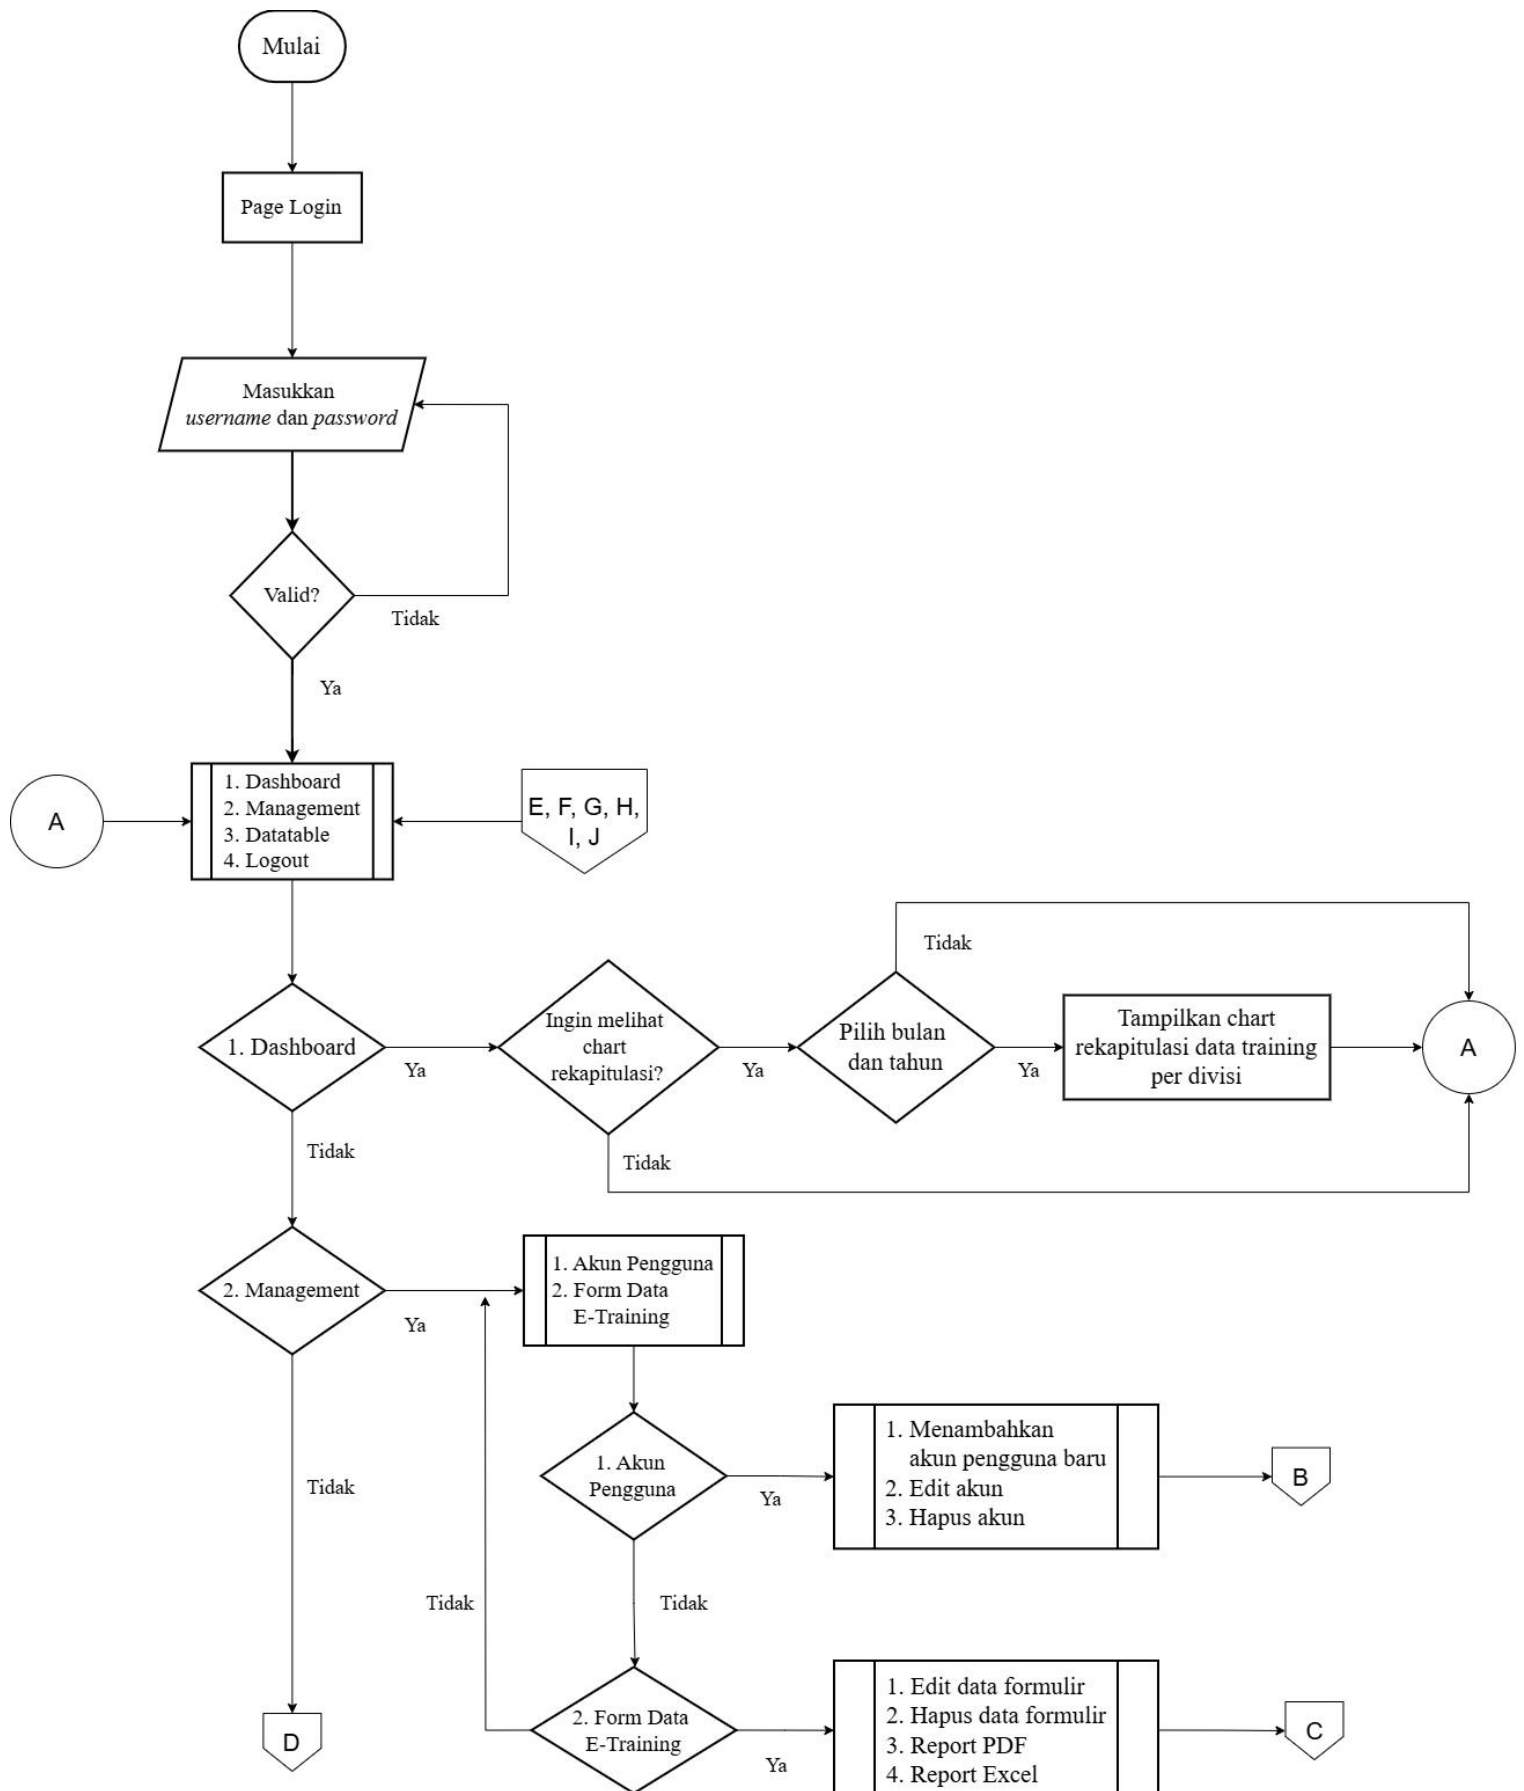 Mulai
Page Login
Masukkan
username dan password
Valid?
Tidak
Ya
A
1. Dashboard
2. Management
3. Datatable
4. Logout
E, F, G, H,
I, J
1. Dashboard
Ya
Ingin melihat
chart
rekapitulasi?
Ya
Tidak
Pilih bulan
dan tahun
Tidak
Ya
Tampilkan chart
rekapitulasi data training
per divisi
A
Tidak
2. Management
Ya
1. Akun Pengguna
2. Form Data
E-Training
1. Akun
Pengguna
Ya
1. Menambahkan
akun pengguna baru
2. Edit akun
3. Hapus akun
B
Tidak
Tidak
Tidak
2. Form Data
E-Training
Ya
1. Edit data formulir
2. Hapus data formulir
3. Report PDF
4. Report Excel
C
D